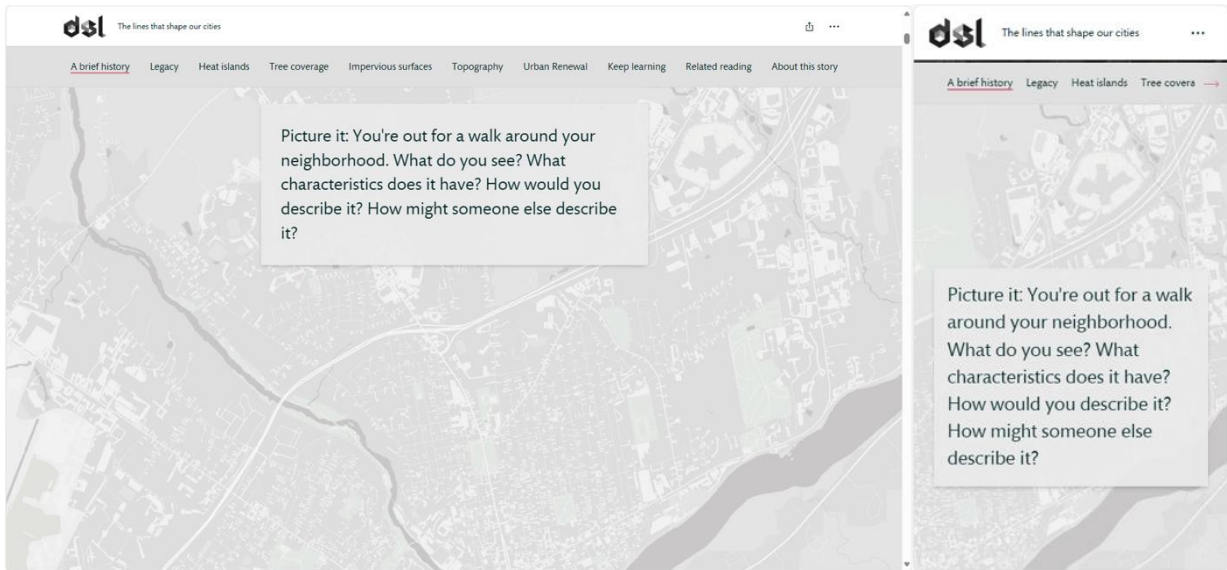 dsl The lines that shape our cities
A brief history Legacy Heat islands Tree coverage Impervious surfaces Topography Urban Renewal Keep learning Related reading About this story
Picture it: You're out for a walk around your
neighborhood. What do you see? What
characteristics does it have? How would you
describe it? How might someone else describe
it?
dsl The lines that shape our cities
A brief history Legacy Heat islands Tree covera
Picture it: You're out for a walk
around your neighborhood.
What do you see? What
characteristics does it have?
How would you describe it?
How might someone else
describe it?